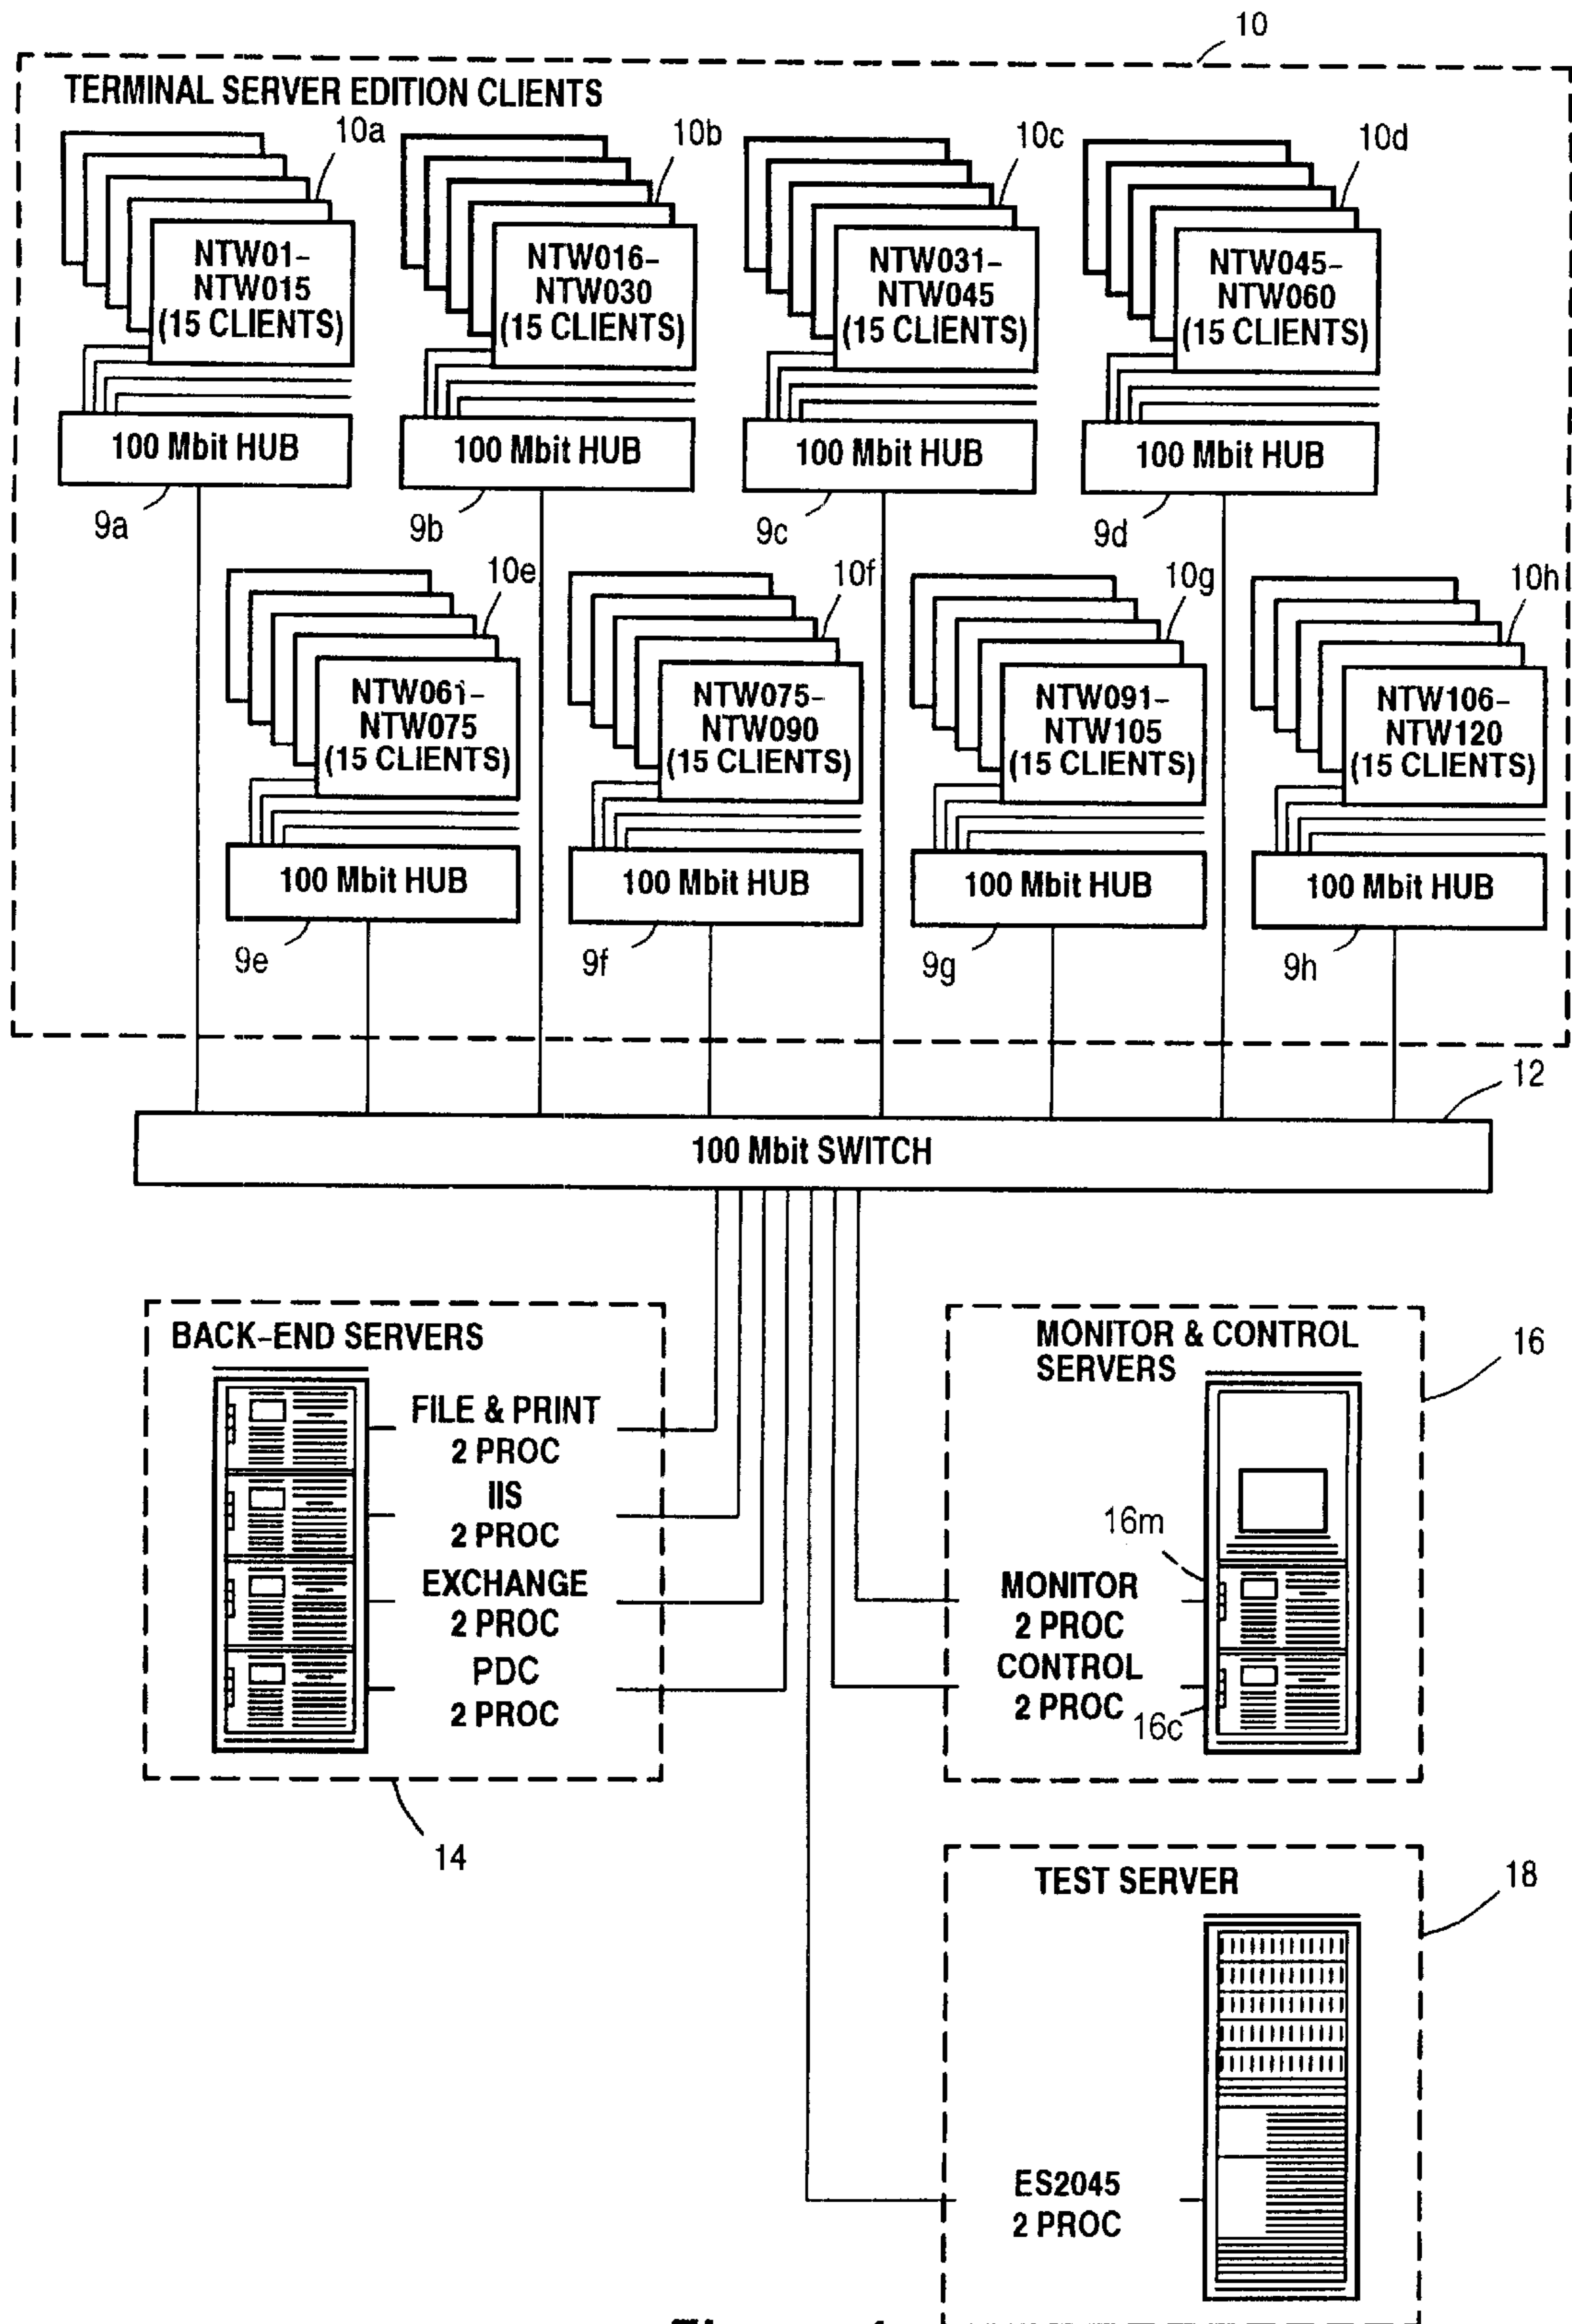 10
TERMINAL SERVER EDITION CLIENTS
10a
10b
10c
10d
NTW01-
NTW015
(15 CLIENTS)
NTW016-
NTW030
(15 CLIENTS)
NTW031-
NTW045
(15 CLIENTS)
NTW045-
NTW060
(15 CLIENTS)
100 Mbit HUB
100 Mbit HUB
100 Mbit HUB
100 Mbit HUB
9a
9b
9c
9d
10e
10f
10g
10h
NTW061-
NTW075
(15 CLIENTS)
NTW075-
NTW090
(15 CLIENTS)
NTW091-
NTW105
(15 CLIENTS)
NTW106-
NTW120
(15 CLIENTS)
100 Mbit HUB
100 Mbit HUB
100 Mbit HUB
100 Mbit HUB
9e
9f
9g
9h
12
100 Mbit SWITCH
BACK-END SERVERS
FILE & PRINT
2 PROC
IIS
2 PROC
EXCHANGE
2 PROC
PDC
2 PROC
14
MONITOR & CONTROL
SERVERS
16
16m
MONITOR
2 PROC
CONTROL
2 PROC
16c
TEST SERVER
18
ES2045
2 PROC